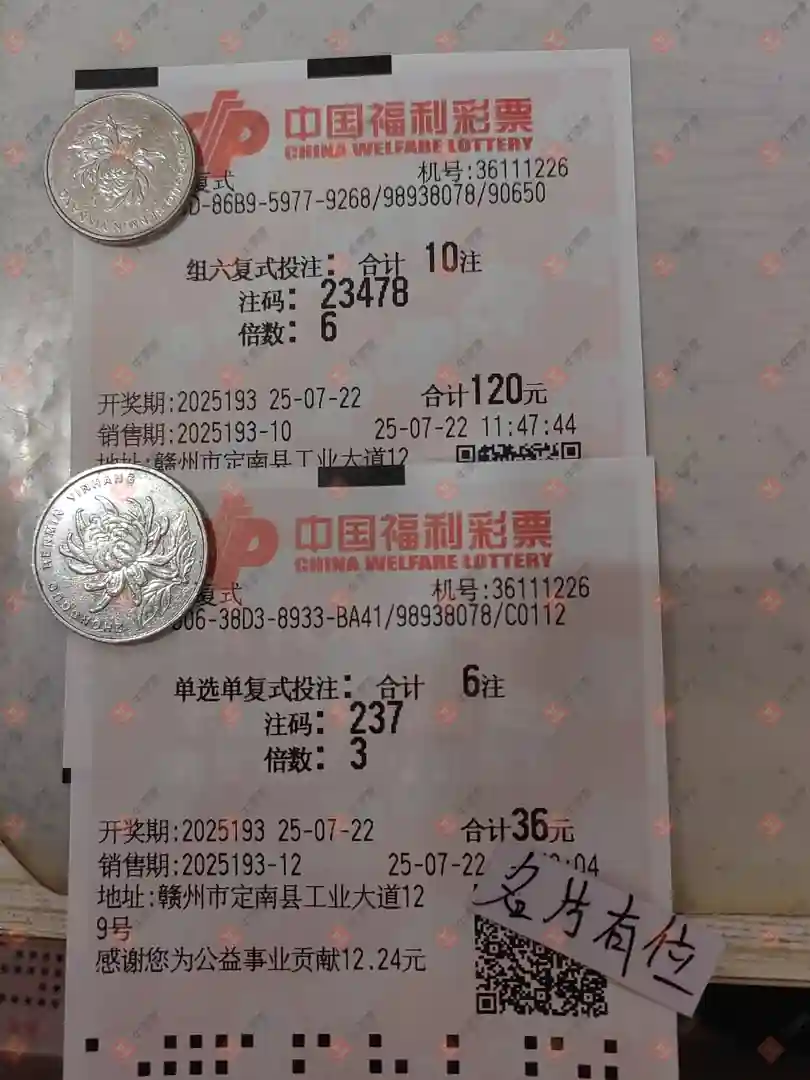 中国福利彩票
CHINA WELFARE LOTTERY
复式
机号:36111226
D-86B9-5977-9268/98938078/90650
组六复式投注: 合计 10注
注码: 23478
倍数: 6
开奖期:2025193 25-07-22 合计120元
销售期:2025193-10 25-07-22 11:47:44
地址:赣州市定南县工业大道12
中国福利彩票
CHINA WELFARE LOTTERY
复式
机号:36111226
06-38D3-8933-BA41/98938078/C0112
单选单复式投注: 合计 6注
注码: 237
倍数: 3
开奖期:2025193 25-07-22 合计36元
销售期:2025193-12 25-07-22 :04
地址:赣州市定南县工业大道12
9号
感谢您为公益事业贡献12.24元
名片有位
RENMIN YINHANG